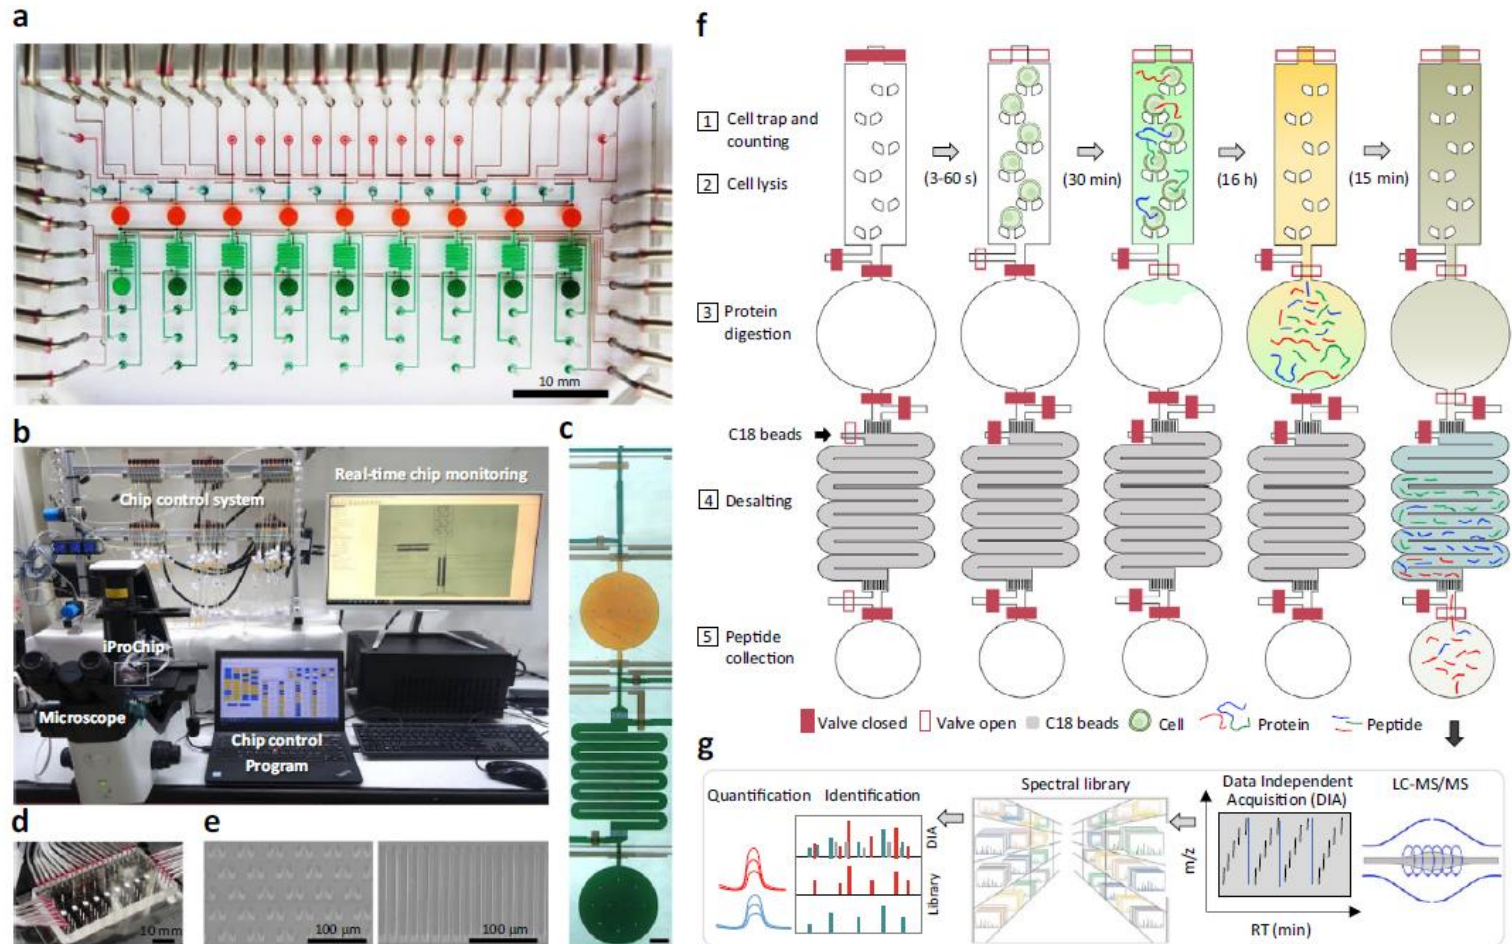 a
10 mm
b
Chip control system
Real-time chip monitoring
iProChip
Microscope
Chip control
Program
c
d
10 mm
e
100 µm
100 µm
f
1 Cell trap and
counting
2 Cell lysis
(3-60 s)
(30 min)
(16 h)
(15 min)
3 Protein
digestion
C18 beads
4 Desalting
5 Peptide
collection
Valve closed
Valve open
C18 beads
Cell
Protein
Peptide
g
Quantification
Identification
DIA
Library
Spectral library
Data Independent
Acquisition (DIA)
m/z
RT (min)
LC-MS/MS